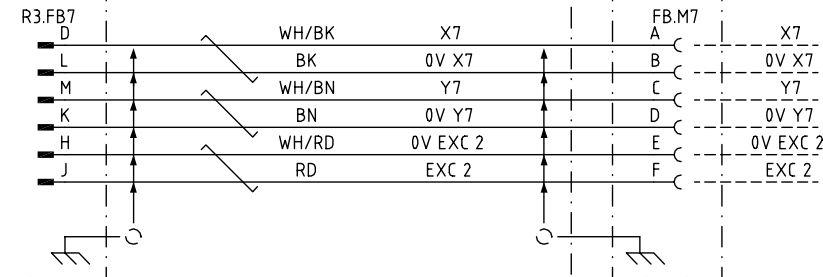 R3.FB7 FB.M7
D WH/BK X7 A X7
L BK 0V X7 B 0V X7
M WH/BN Y7 C Y7
K BN 0V Y7 D 0V Y7
H WH/RD 0V EXC 2 E 0V EXC 2
J RD EXC 2 F EXC 2